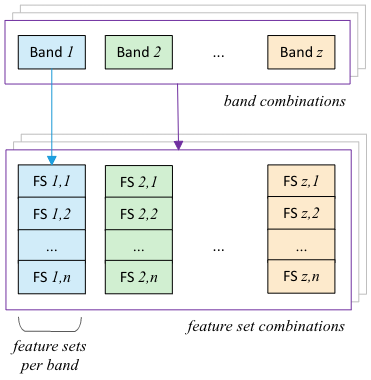 Band 1 Band 2 ... Band z
band combinations
FS 1,1 FS 2,1 FS z,1
FS 1,2 FS 2,2 FS z,2
... ... ... ...
FS 1,n FS 2,n FS z,n
feature set combinations
feature sets
per band